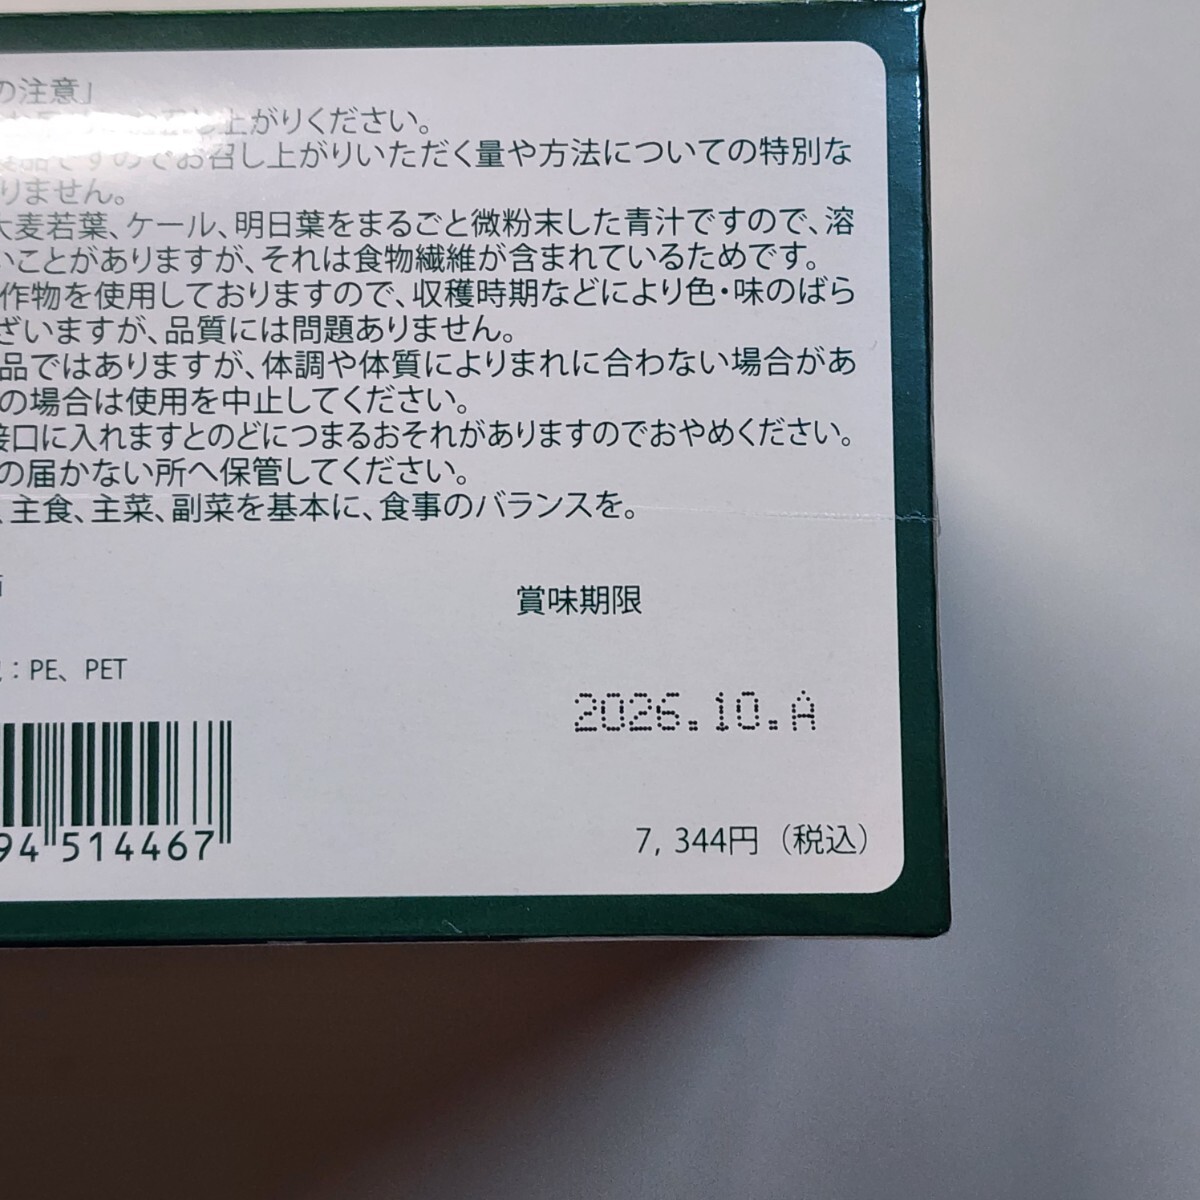 の注意」
し上がりください。
食品ですのでお召し上がりいただく量や方法についての特別な
りません。
大麦若葉、ケール、明日葉をまるごと微粉末した青汁ですので、溶
いことがありますが、それは食物繊維が含まれているためです。
作物を使用しておりますので、収穫時期などにより色・味のばら
ざいますが、品質には問題ありません。
品ではありますが、体調や体質によりまれに合わない場合があ
の場合は使用を中止してください。
接口に入れますとのどにつまるおそれがありますのでおやめください。
の届かない所へ保管してください。
、主食、主菜、副菜を基本に、食事のバランスを。
賞味期限
：PE、PET
2026.10.A
94 514467
7,344円（税込）